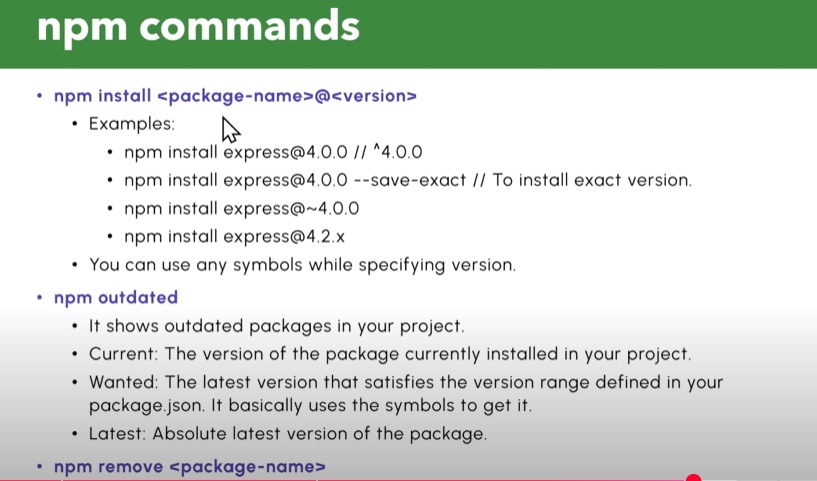 npm commands
• npm install <package-name>@<version>
• Examples:
• npm install express@4.0.0 // ^4.0.0
• npm install express@4.0.0 --save-exact // To install exact version.
• npm install express@~4.0.0
• npm install express@4.2.x
• You can use any symbols while specifying version.
• npm outdated
• It shows outdated packages in your project.
• Current: The version of the package currently installed in your project.
• Wanted: The latest version that satisfies the version range defined in your
package.json. It basically uses the symbols to get it.
• Latest: Absolute latest version of the package.
• npm remove <package-name>